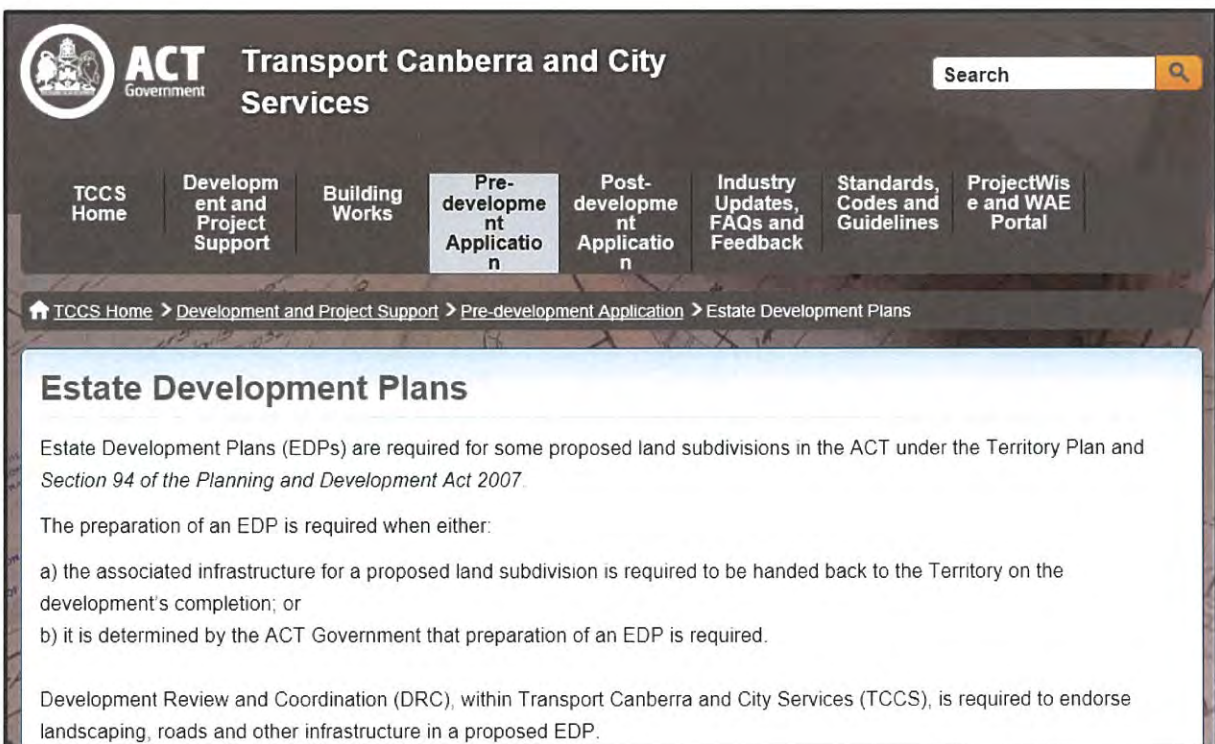 ACT
Government
Transport Canberra and City
Services
Search
TCCS
Home
Developm
ent and
Project
Support
Building
Works
Pre-
developme
nt
Applicatio
n
Post-
developme
nt
Applicatio
n
Industry
Updates,
FAQs and
Feedback
Standards,
Codes and
Guidelines
ProjectWis
e and WAE
Portal
TCCS Home > Development and Project Support > Pre-development Application > Estate Development Plans
Estate Development Plans
Estate Development Plans (EDPs) are required for some proposed land subdivisions in the ACT under the Territory Plan and
Section 94 of the Planning and Development Act 2007.
The preparation of an EDP is required when either:
a) the associated infrastructure for a proposed land subdivision is required to be handed back to the Territory on the
development's completion; or
b) it is determined by the ACT Government that preparation of an EDP is required.
Development Review and Coordination (DRC), within Transport Canberra and City Services (TCCS), is required to endorse
landscaping, roads and other infrastructure in a proposed EDP.